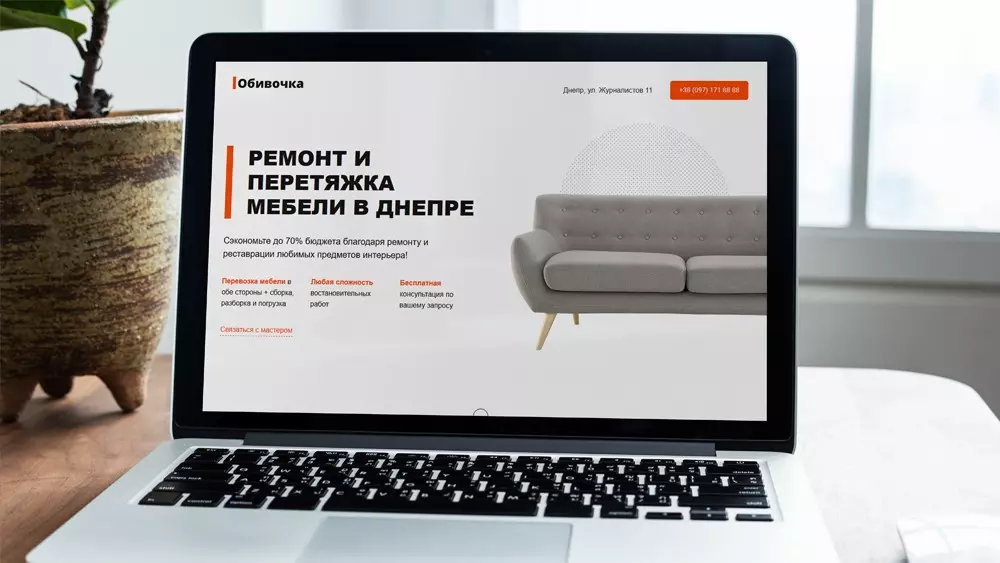 Обивочка
Днепр, ул. Журналистов 11
+38 (097) 171 68 88
РЕМОНТ И
ПЕРЕТЯЖКА
МЕБЕЛИ В ДНЕПРЕ
Сэкономьте до 70% бюджета благодаря ремонту и
реставрации любимых предметов интерьера!
Перевозка мебели в
обе стороны + сборка,
разборка и погрузка
Любая сложность
востановительных
работ
Бесплатная
консультация по
вашему запросу
Связаться с мастером